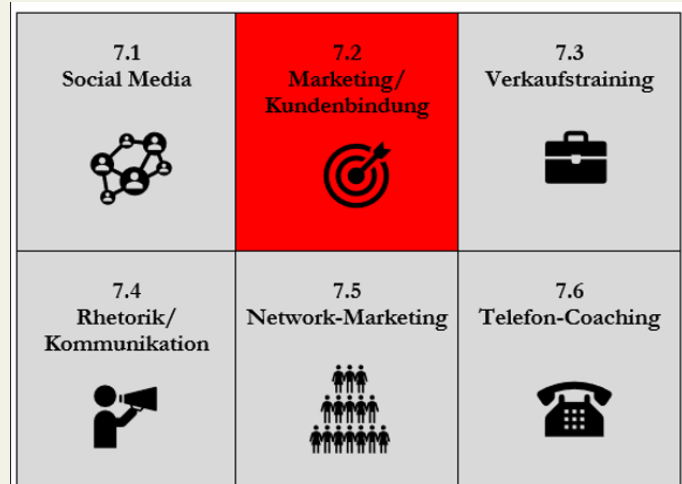 7.1
Social Media
7.2
Marketing/
Kundenbindung
7.3
Verkaufstraining
7.4
Rhetorik/
Kommunikation
7.5
Network-Marketing
7.6
Telefon-Coaching